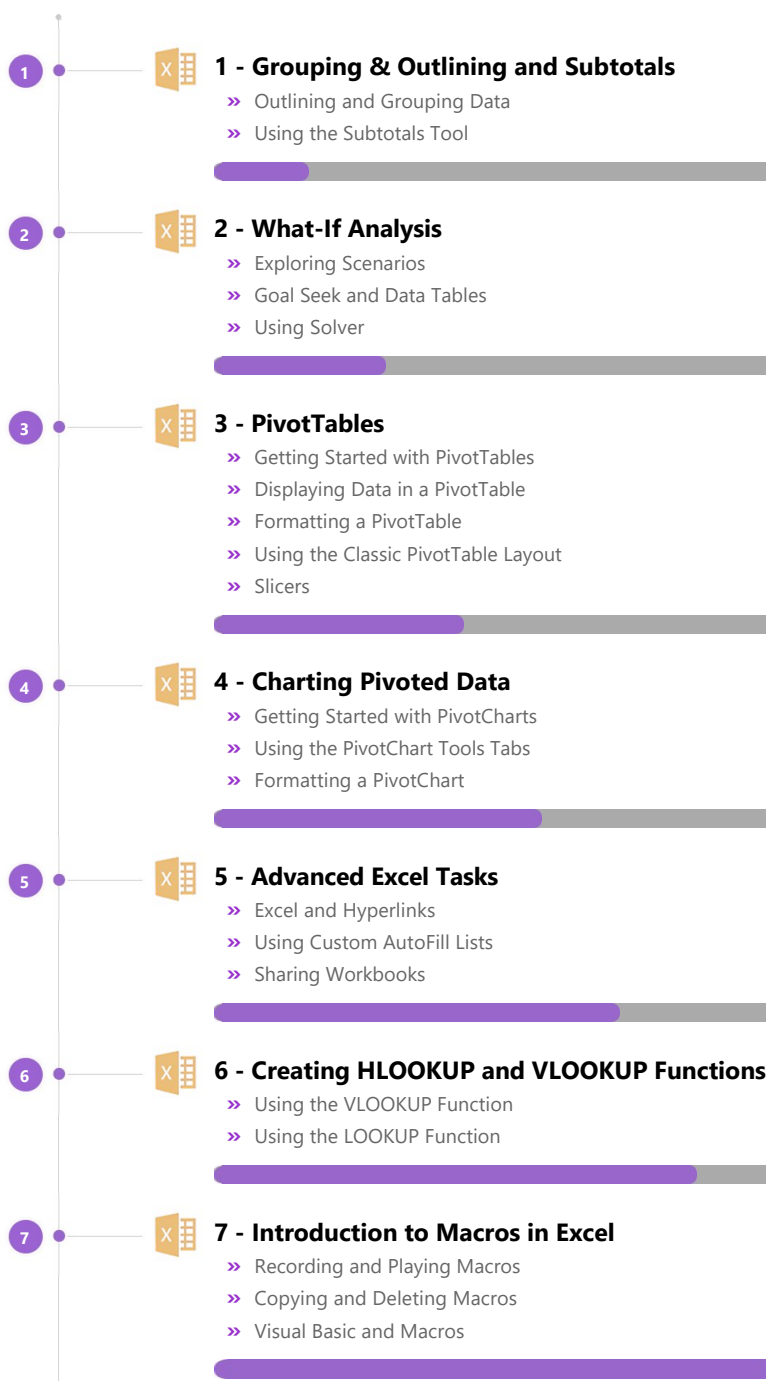 1
1 - Grouping & Outlining and Subtotals
» Outlining and Grouping Data
» Using the Subtotals Tool
2
2 - What-If Analysis
» Exploring Scenarios
» Goal Seek and Data Tables
» Using Solver
3
3 - PivotTables
» Getting Started with PivotTables
» Displaying Data in a PivotTable
» Formatting a PivotTable
» Using the Classic PivotTable Layout
» Slicers
4
4 - Charting Pivoted Data
» Getting Started with PivotCharts
» Using the PivotChart Tools Tabs
» Formatting a PivotChart
5
5 - Advanced Excel Tasks
» Excel and Hyperlinks
» Using Custom AutoFill Lists
» Sharing Workbooks
6
6 - Creating HLOOKUP and VLOOKUP Functions
» Using the VLOOKUP Function
» Using the LOOKUP Function
7
7 - Introduction to Macros in Excel
» Recording and Playing Macros
» Copying and Deleting Macros
» Visual Basic and Macros